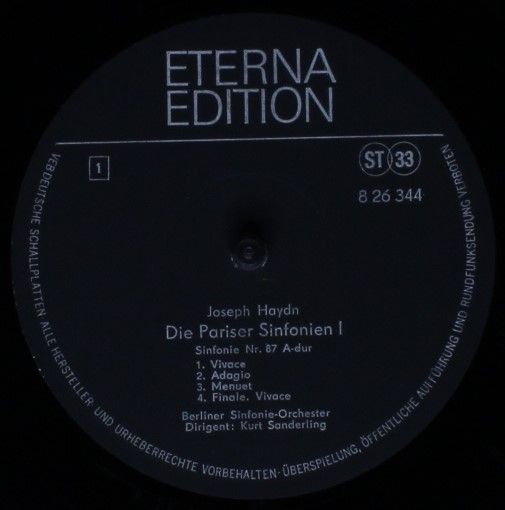 ETERNA
EDITION
1
ST 33
8 26 344
Joseph Haydn
Die Pariser Sinfonien I
Sinfonie Nr. 87 A-dur
1. Vivace
2. Adagio
3. Menuet
4. Finale. Vivace
Berliner Sinfonie-Orchester
Dirigent: Kurt Sanderling
VEB DEUTSCHE SCHALLPLATTEN ALLE HERSTELLER- UND URHEBERRECHTE VORBEHALTEN · ÜBERSPIELUNG, ÖFFENTLICHE AUFFÜHRUNG UND RUNDFUNKSENDUNG VERBOTEN